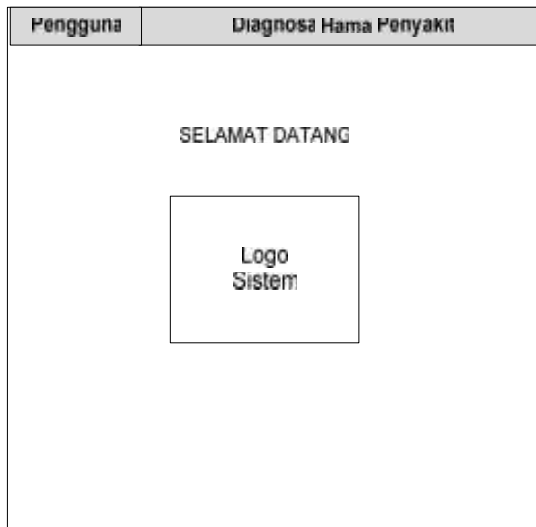 Pengguna
Diagnosa Hama Penyakit
SELAMAT DATANG
Logo
Sistem